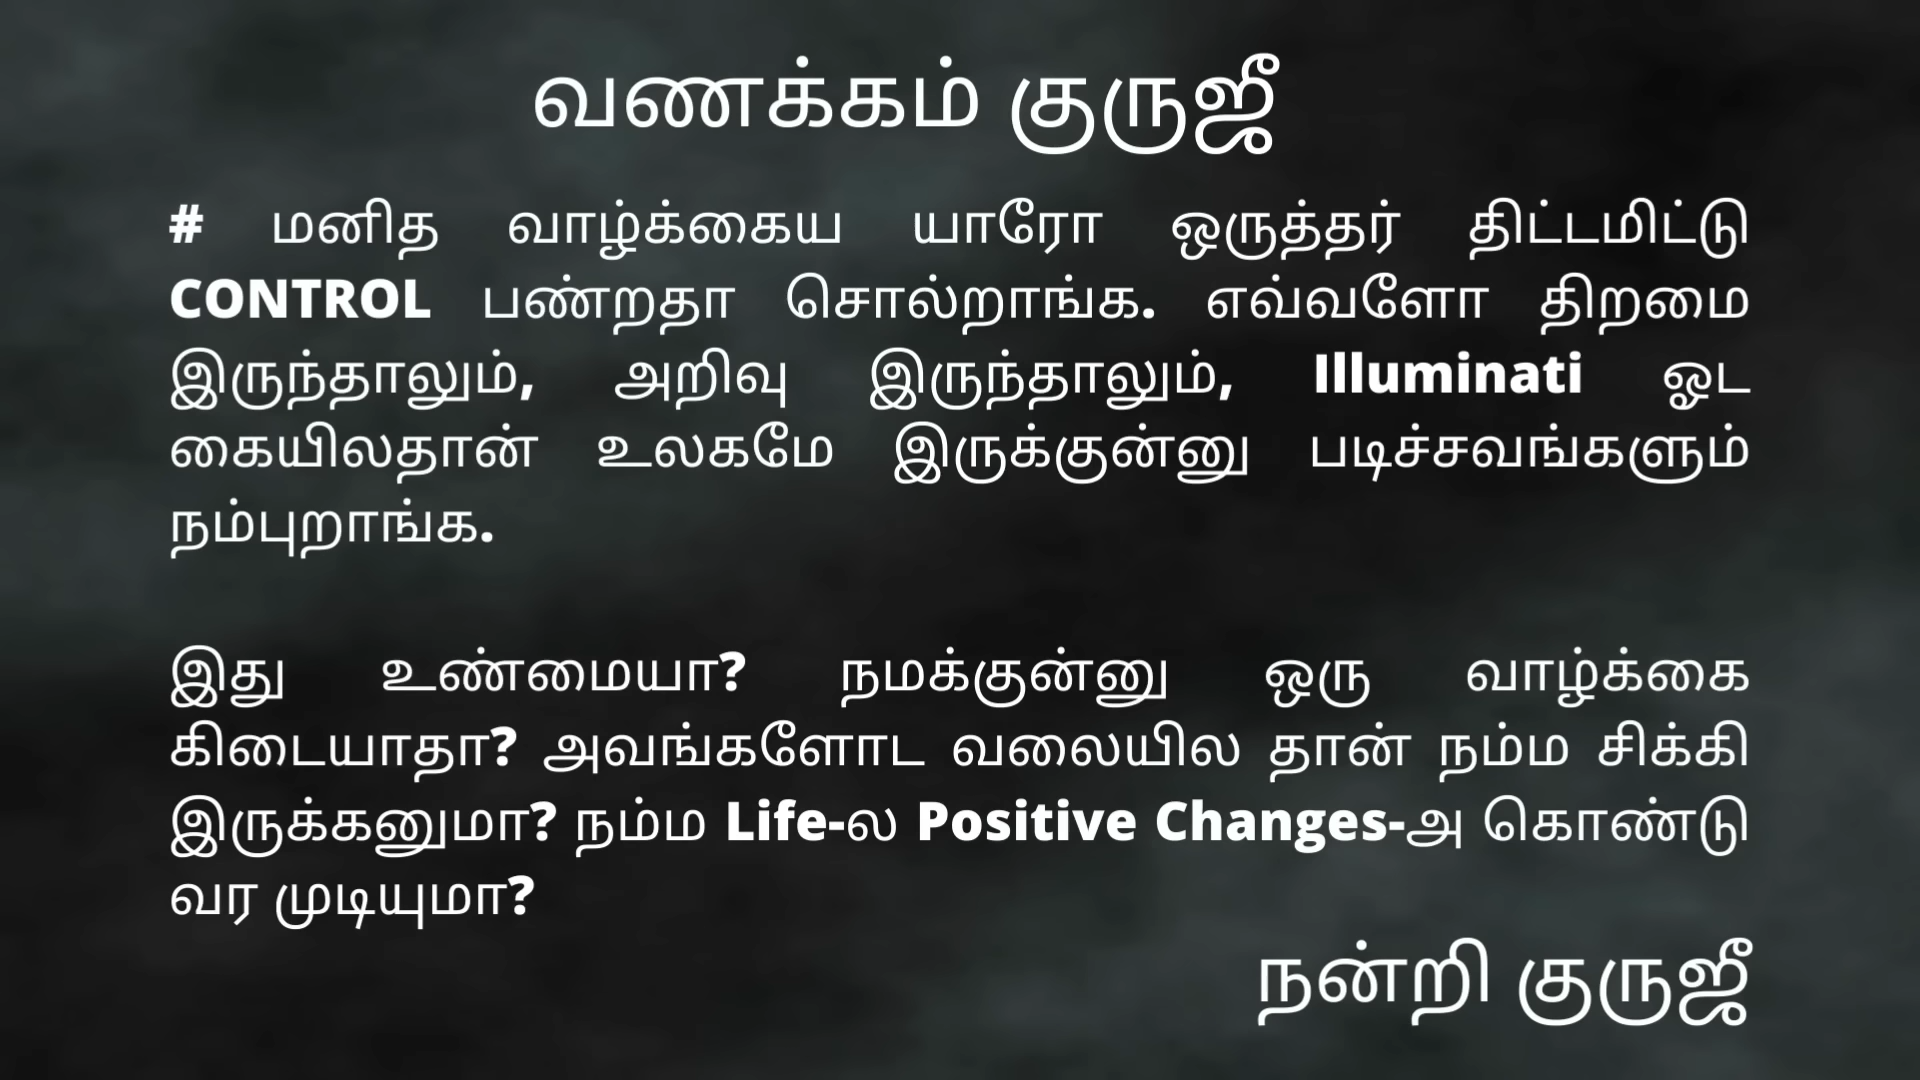 வணக்கம் குருஜீ
# மனித வாழ்க்கைய யாரோ ஒருத்தர் திட்டமிட்டு
CONTROL பண்றதா சொல்றாங்க. எவ்வளோ திறமை
இருந்தாலும், அறிவு இருந்தாலும், Illuminati ஓட
கையிலதான் உலகமே இருக்குன்னு படிச்சவங்களும்
நம்புறாங்க.
இது உண்மையா? நமக்குன்னு ஒரு வாழ்க்கை
கிடையாதா? அவங்களோட வலையில தான் நம்ம சிக்கி
இருக்கனுமா? நம்ம Life-ல Positive Changes-அ கொண்டு
வர முடியுமா?
நன்றி குருஜீ